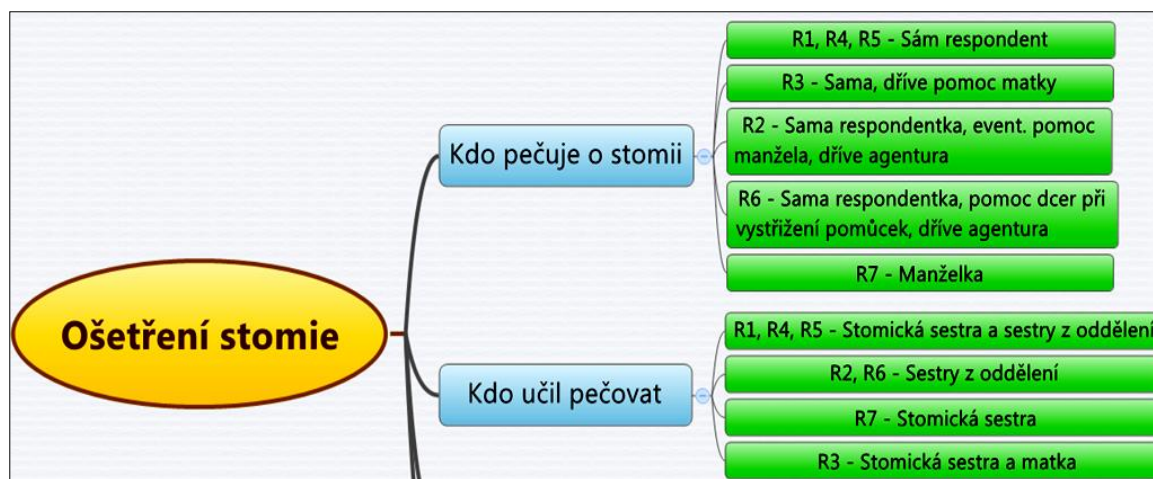 Ošetření stomie
Kdo pečuje o stomii
R1, R4, R5 - Sám respondent
R3 - Sama, dříve pomoc matky
R2 - Sama respondentka, event. pomoc
manžela, dříve agentura
R6 - Sama respondentka, pomoc dcer při
vystřižení pomůcek, dříve agentura
R7 - Manželka
Kdo učil pečovat
R1, R4, R5 - Stomická sestra a sestry z oddělení
R2, R6 - Sestry z oddělení
R7 - Stomická sestra
R3 - Stomická sestra a matka